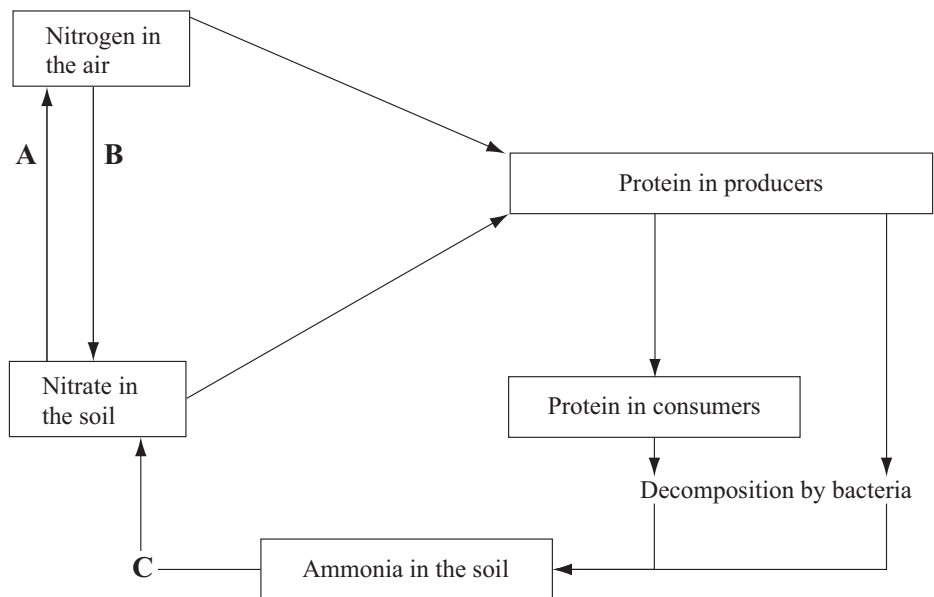 Nitrogen in
the air
A
B
Protein in producers
Nitrate in
the soil
Protein in consumers
Decomposition by bacteria
C
Ammonia in the soil